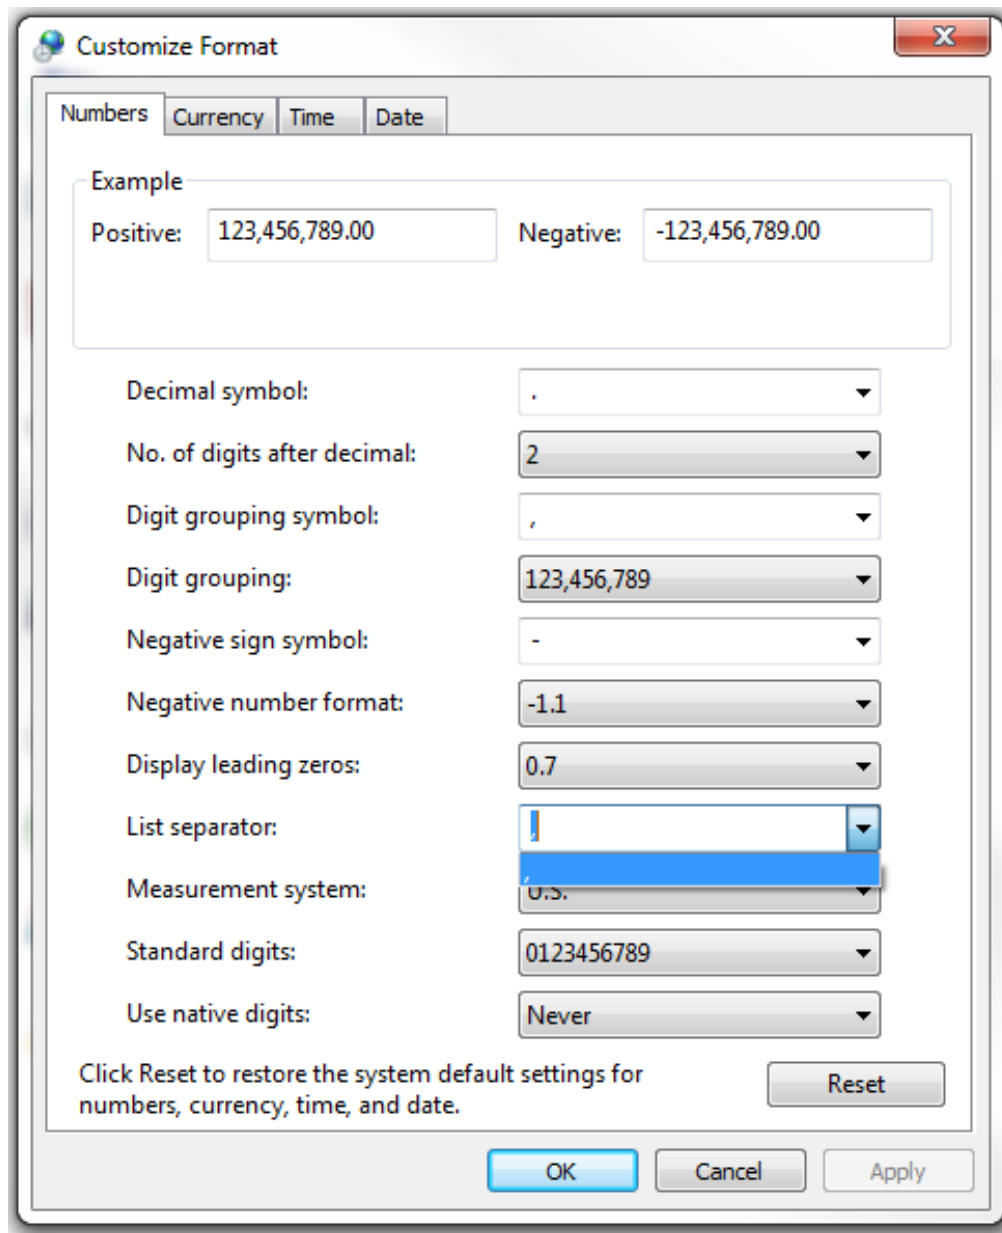 Customize Format
Numbers Currency Time Date
Example
Positive: 123,456,789.00 Negative: -123,456,789.00
Decimal symbol: .
No. of digits after decimal: 2
Digit grouping symbol: ,
Digit grouping: 123,456,789
Negative sign symbol: -
Negative number format: -1.1
Display leading zeros: 0.7
List separator: ,
,
Measurement system: U.S.
Standard digits: 0123456789
Use native digits: Never
Click Reset to restore the system default settings for
numbers, currency, time, and date.
Reset
OK Cancel Apply